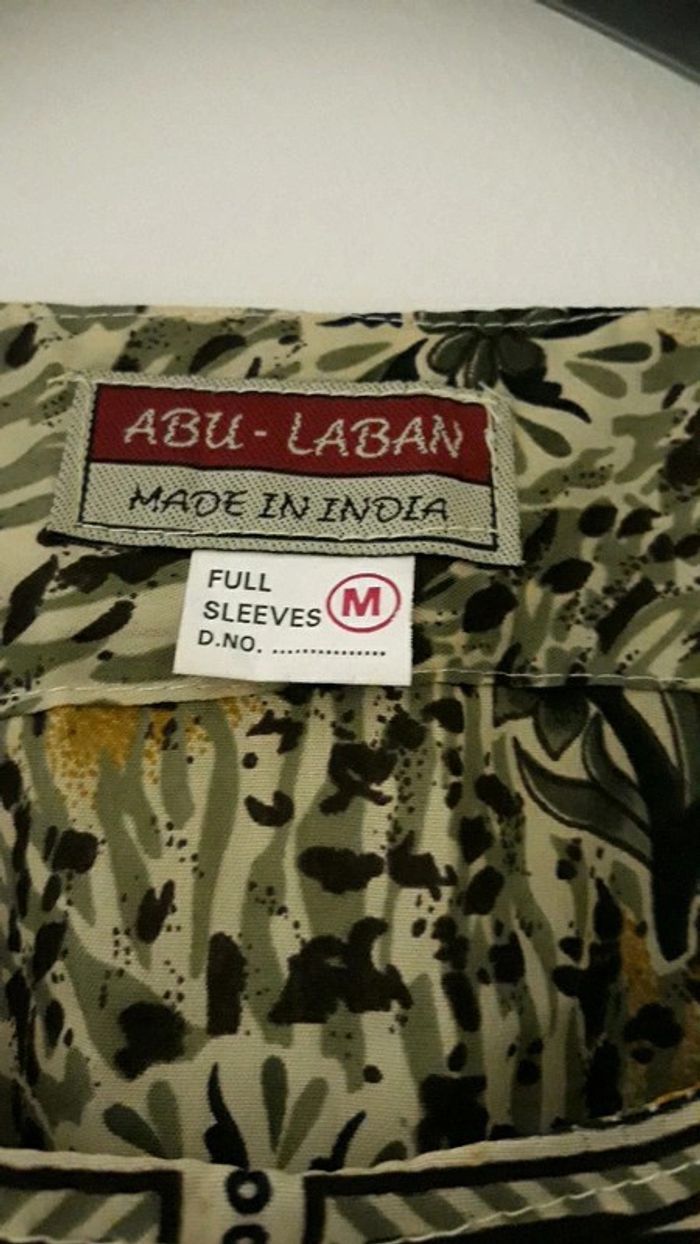 ABU - LABAN
MADE IN INDIA
FULL
SLEEVES M
D.NO. ................